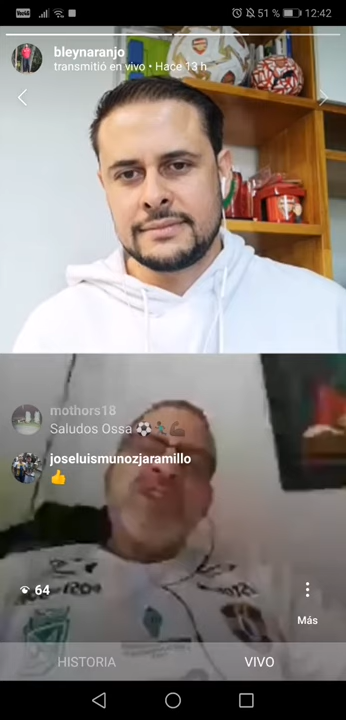 51 %
12:42
bleynaranjo
transmitió en vivo • Hace 13 h
mothors18
Saludos Ossa ⚽🏃‍♂️💪
joseluismunozjaramillo
👍
64
Más
HISTORIA
VIVO